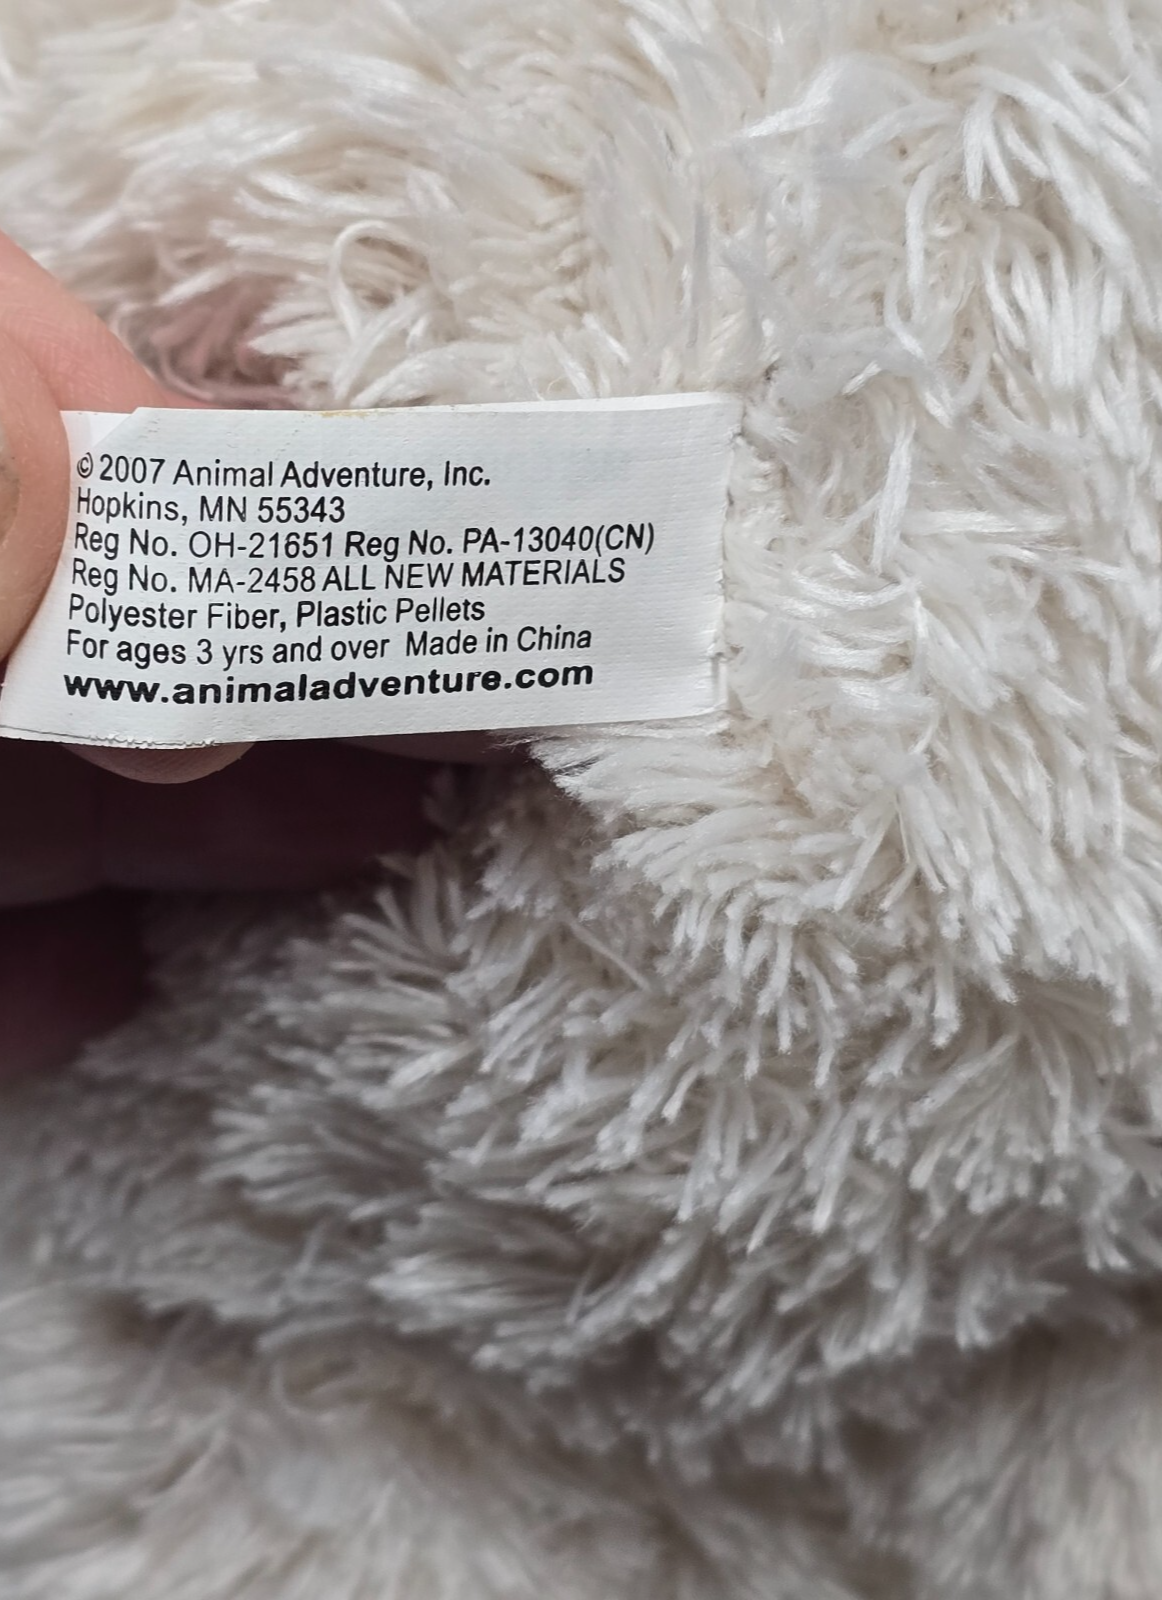 © 2007 Animal Adventure, Inc.
Hopkins, MN 55343
Reg No. OH-21651 Reg No. PA-13040(CN)
Reg No. MA-2458 ALL NEW MATERIALS
Polyester Fiber, Plastic Pellets
For ages 3 yrs and over Made in China
www.animaladventure.com